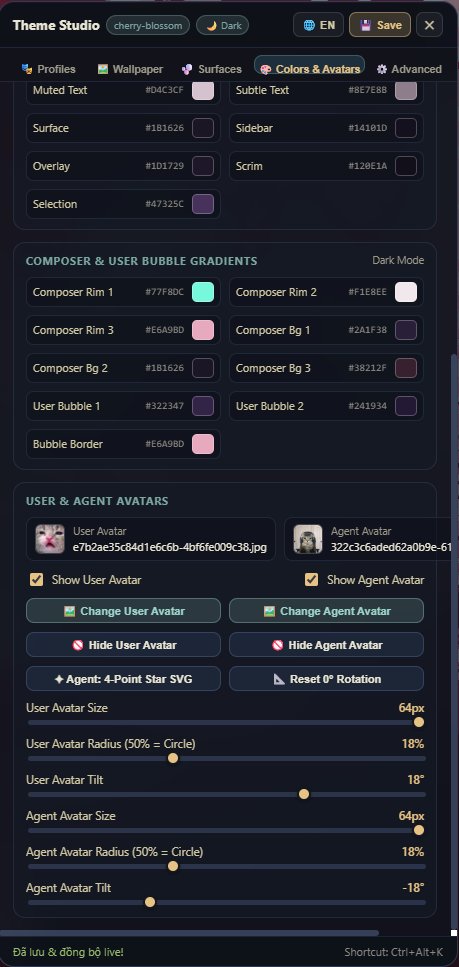 Theme Studio cherry-blossom 🌙 Dark 🌐 EN 💾 Save ✕
🎭 Profiles 🖼️ Wallpaper Surfaces 🎨 Colors & Avatars ⚙️ Advanced
Muted Text #D4C3CF Subtle Text #8E7E8B
Surface #1B1626 Sidebar #14101D
Overlay #1D1729 Scrim #120E1A
Selection #47325C
COMPOSER & USER BUBBLE GRADIENTS Dark Mode
Composer Rim 1 #77F8DC Composer Rim 2 #F1E8EE
Composer Rim 3 #E6A9BD Composer Bg 1 #2A1F38
Composer Bg 2 #1B1626 Composer Bg 3 #38212F
User Bubble 1 #322347 User Bubble 2 #241934
Bubble Border #E6A9BD
USER & AGENT AVATARS
User Avatar Agent Avatar
e7b2ae35c84d1e6c6b-4bf6fe009c38.jpg 322c3c6aded62a0b9e-61
Show User Avatar Show Agent Avatar
🖼️ Change User Avatar 🖼️ Change Agent Avatar
🚫 Hide User Avatar 🚫 Hide Agent Avatar
✦ Agent: 4-Point Star SVG 📐 Reset 0° Rotation
User Avatar Size 64px
User Avatar Radius (50% = Circle) 18%
User Avatar Tilt 18°
Agent Avatar Size 64px
Agent Avatar Radius (50% = Circle) 18%
Agent Avatar Tilt -18°
Đã lưu & đồng bộ live! Shortcut: Ctrl+Alt+K